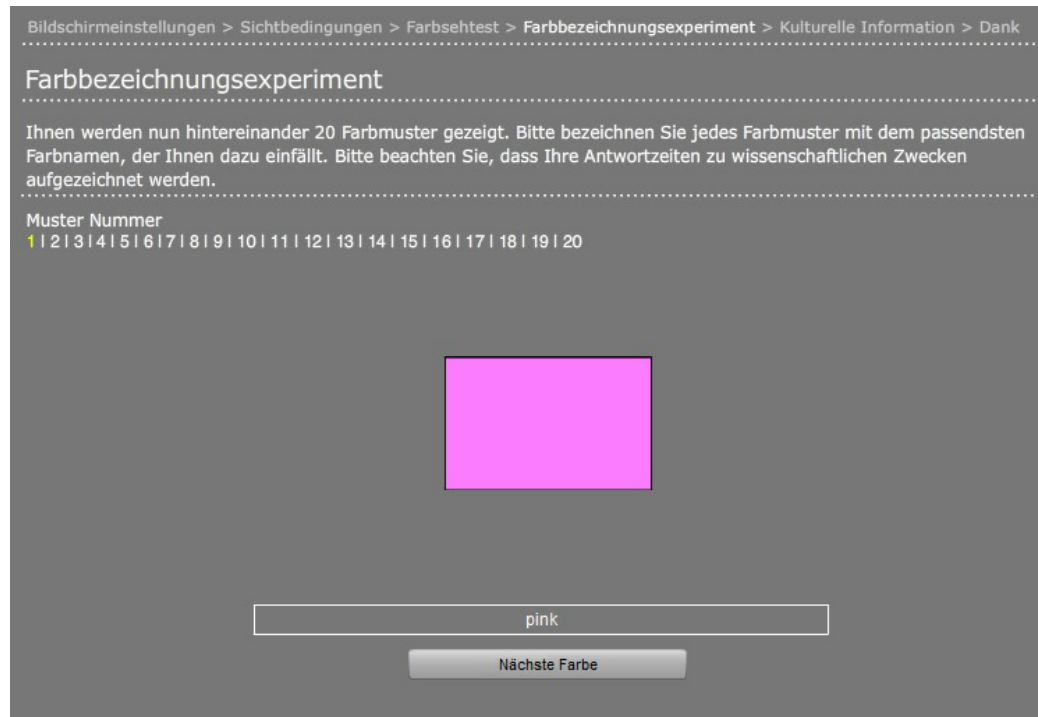 Bildschirmeinstellungen > Sichtbedingungen > Farbsehtest > Farbbezeichnungsexperiment > Kulturelle Information > Dank
Farbbezeichnungsexperiment
Ihnen werden nun hintereinander 20 Farbmuster gezeigt. Bitte bezeichnen Sie jedes Farbmuster mit dem passendsten
Farbnamen, der Ihnen dazu einfällt. Bitte beachten Sie, dass Ihre Antwortzeiten zu wissenschaftlichen Zwecken
aufgezeichnet werden.
Muster Nummer
1 | 2 | 3 | 4 | 5 | 6 | 7 | 8 | 9 | 10 | 11 | 12 | 13 | 14 | 15 | 16 | 17 | 18 | 19 | 20
pink
Nächste Farbe